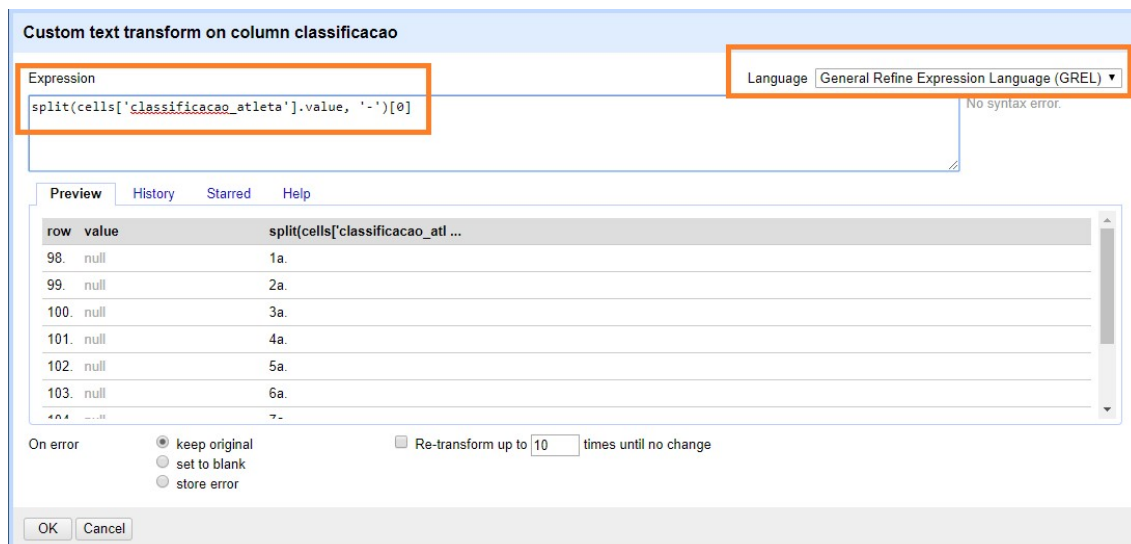 Custom text transform on column classificacao
Expression
Language General Refine Expression Language (GREL) ▼
split(cells['classificacao_atleta'].value, '-')[0]
No syntax error.
Preview History Starred Help
row value split(cells['classificacao_atl ...
98. null 1a.
99. null 2a.
100. null 3a.
101. null 4a.
102. null 5a.
103. null 6a.
On error keep original Re-transform up to 10 times until no change
set to blank
store error
OK Cancel